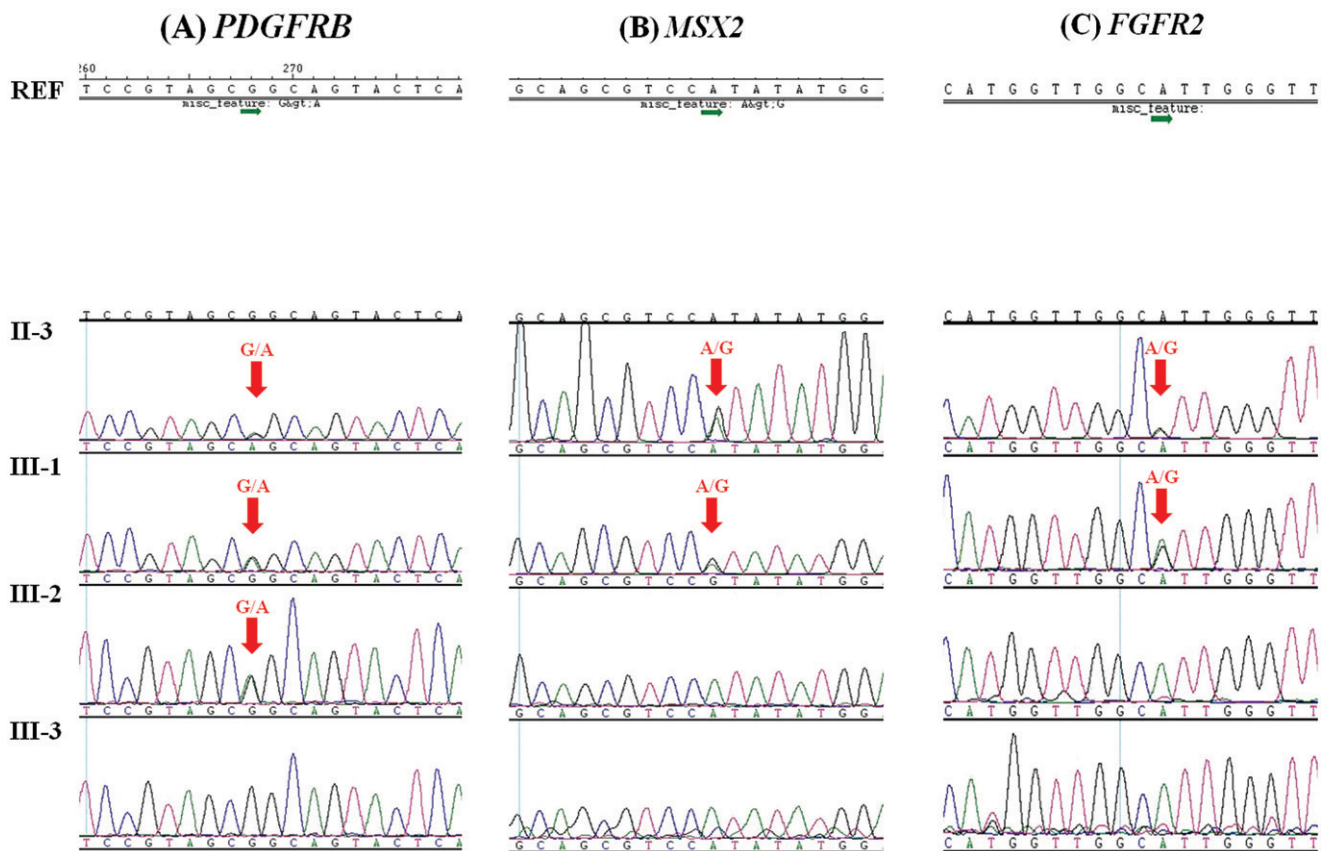 (A) PDGFRB
(B) MSX2
(C) FGFR2
REF
260 270
T C C G T A G C G G C A G T A C T C A
misc_feature: G&gt;A
G C A G C G T C C A T A T A T G G .
misc_feature: A&gt;G
C A T G G T T G G C A T T G G G T T
misc_feature:
II-3
T C C G T A G C G G C A G T A C T C A
G C A G C G T C C A T A T A T G G
C A T G G T T G G C A T T G G G T T
G/A
A/G
A/G
T C C G T A G C A G C A G T A C T C A
G C A G C G T C C A T A T A T G G .
C A T G G T T G G C A T T G G G T T
III-1
G/A
A/G
A/G
T C C G T A G C G G C A G T A C T C A
G C A G C G T C C G T A T A T G G .
C A T G G T T G G C A T T G G G T T
III-2
G/A
T C C G T A G C G G C A G T A C T C A
G C A G C G T C C A T A T A T G G .
C A T G G T T G G C A T T G G G T T
III-3
T C C G T A G C G G C A G T A C T C A
G C A G C G T C C A T A T A T G G .
C A T G G T T G G C A T T G G G T T